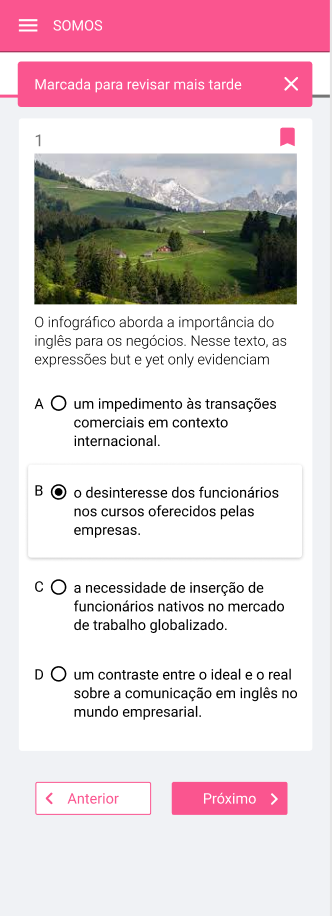 SOMOS
Marcada para revisar mais tarde
1
O infográfico aborda a importância do
inglês para os negócios. Nesse texto, as
expressões but e yet only evidenciam
A um impedimento às transações
comerciais em contexto
internacional.
B o desinteresse dos funcionários
nos cursos oferecidos pelas
empresas.
C a necessidade de inserção de
funcionários nativos no mercado
de trabalho globalizado.
D um contraste entre o ideal e o real
sobre a comunicação em inglês no
mundo empresarial.
Anterior Próximo